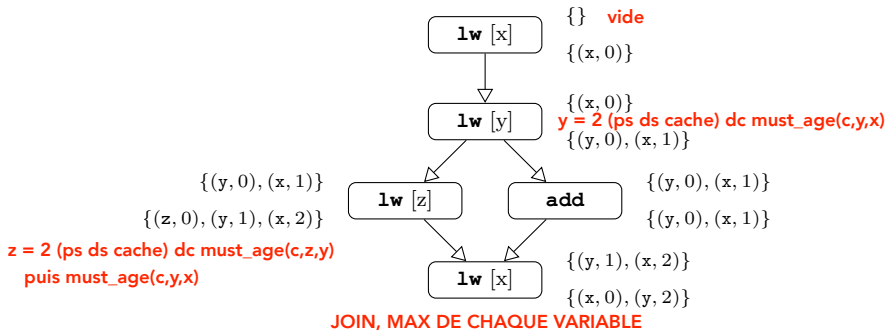 {} vide
lw [x]
{(x, 0)}
{(x, 0)}
lw [y] y = 2 (ps ds cache) dc must_age(c,y,x)
{(y, 0), (x, 1)}
{(y, 0), (x, 1)} {(y, 0), (x, 1)}
lw [z] add
{(z, 0), (y, 1), (x, 2)} {(y, 0), (x, 1)}
z = 2 (ps ds cache) dc must_age(c,z,y)
{(y, 1), (x, 2)}
puis must_age(c,y,x) lw [x]
{(x, 0), (y, 2)}
JOIN, MAX DE CHAQUE VARIABLE